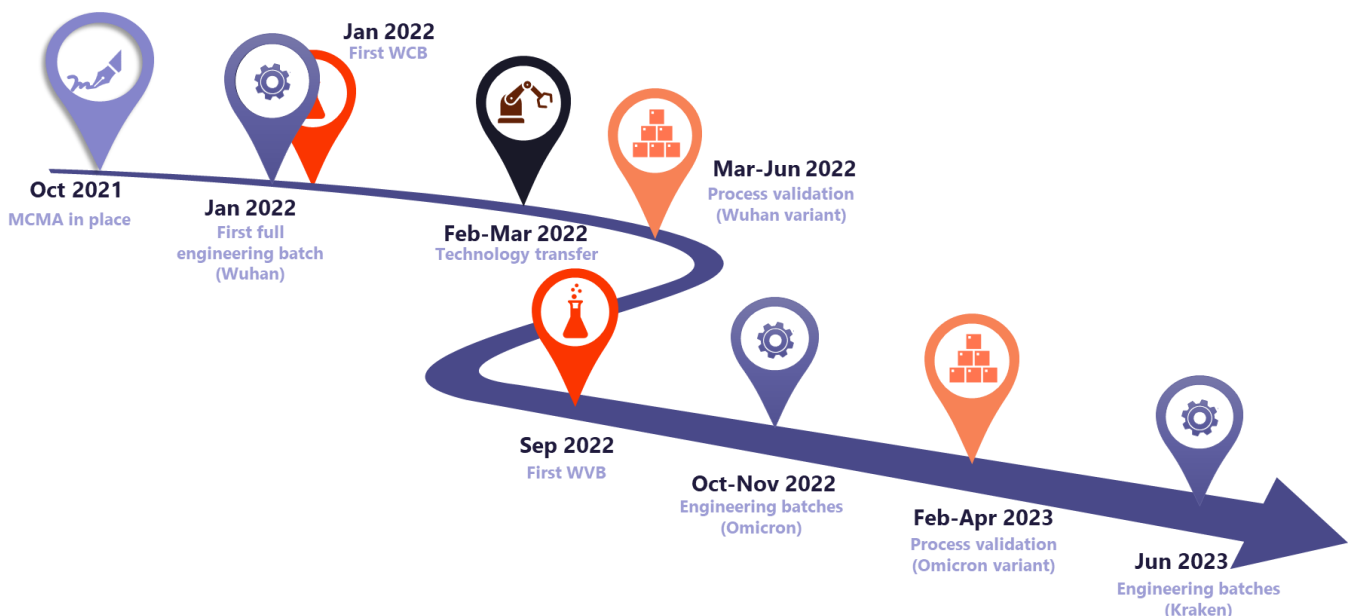 Oct 2021
MCMA in place
Jan 2022
First full
engineering batch
(Wuhan)
Jan 2022
First WCB
Feb-Mar 2022
Technology transfer
Mar-Jun 2022
Process validation
(Wuhan variant)
Sep 2022
First WVB
Oct-Nov 2022
Engineering batches
(Omicron)
Feb-Apr 2023
Process validation
(Omicron variant)
Jun 2023
Engineering batches
(Kraken)